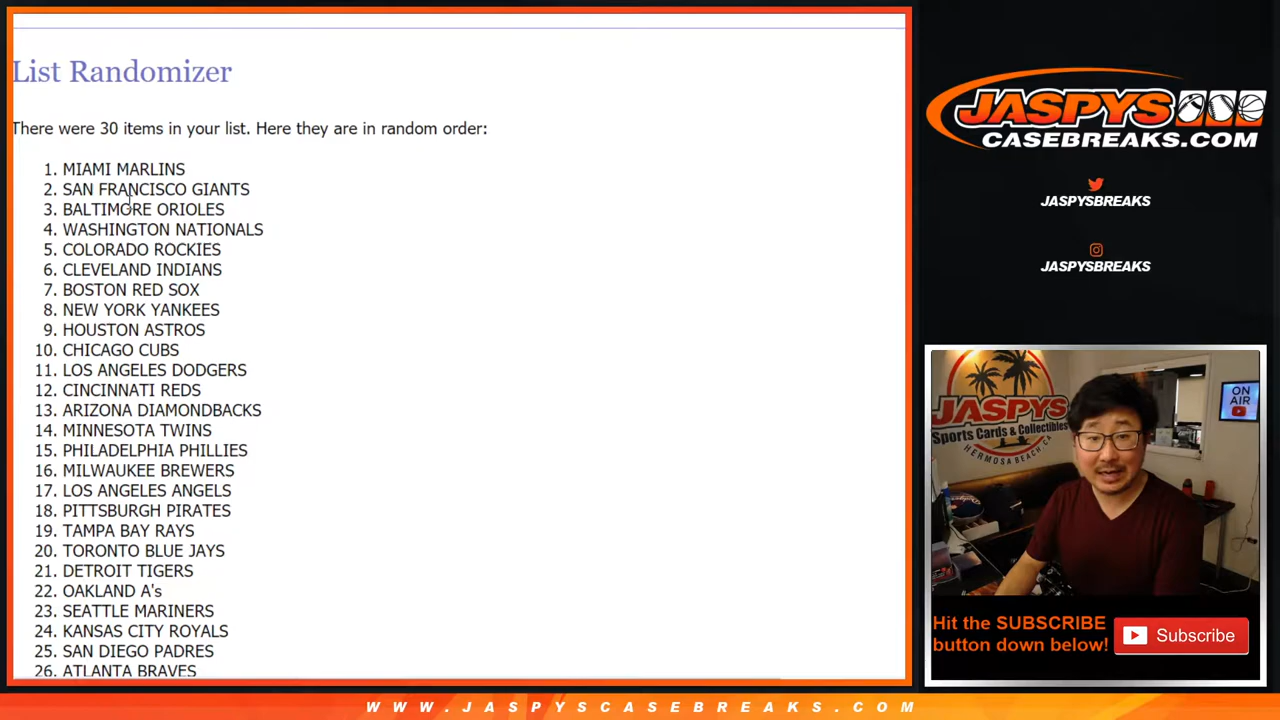 List Randomizer
There were 30 items in your list. Here they are in random order:
1. MIAMI MARLINS
2. SAN FRANCISCO GIANTS
3. BALTIMORE ORIOLES
4. WASHINGTON NATIONALS
5. COLORADO ROCKIES
6. CLEVELAND INDIANS
7. BOSTON RED SOX
8. NEW YORK YANKEES
9. HOUSTON ASTROS
10. CHICAGO CUBS
11. LOS ANGELES DODGERS
12. CINCINNATI REDS
13. ARIZONA DIAMONDBACKS
14. MINNESOTA TWINS
15. PHILADELPHIA PHILLIES
16. MILWAUKEE BREWERS
17. LOS ANGELES ANGELS
18. PITTSBURGH PIRATES
19. TAMPA BAY RAYS
20. TORONTO BLUE JAYS
21. DETROIT TIGERS
22. OAKLAND A's
23. SEATTLE MARINERS
24. KANSAS CITY ROYALS
25. SAN DIEGO PADRES
26. ATLANTA BRAVES
JASPYS
CASEBREAKS.COM
JASPYSBREAKS
JASPYSBREAKS
JASPYS
Sports Cards & Collectibles
HERMOSA BEACH, CA
ON
AIR
Hit the SUBSCRIBE
button down below!
Subscribe
WWW.JASPYSCASEBREAKS.COM